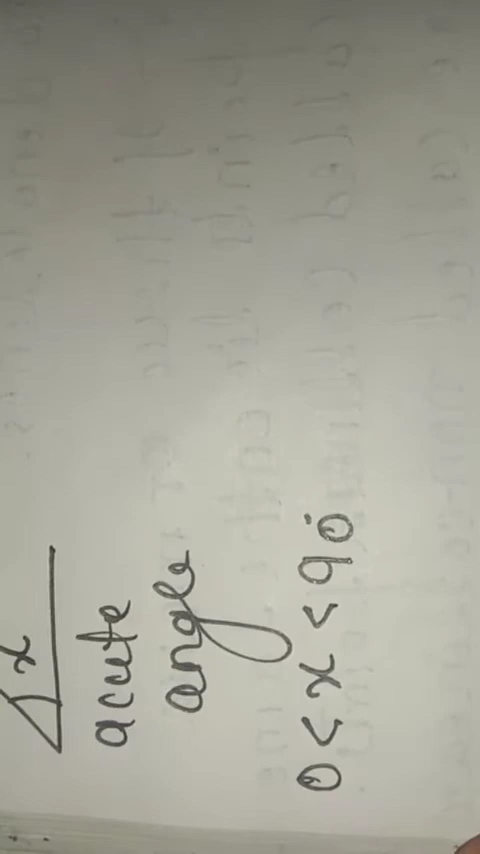 x
acute
angle
0 < x < 90°